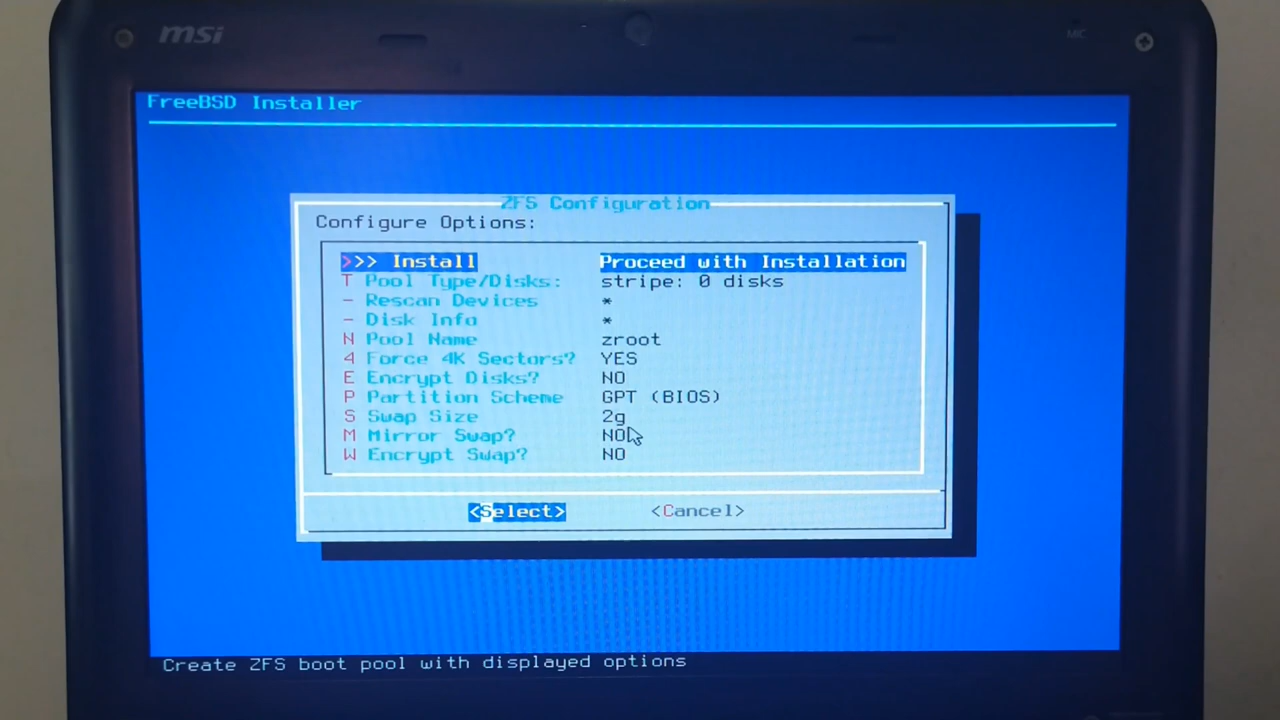 msi
MIC
FreeBSD Installer
ZFS Configuration
Configure Options:
>>> Install Proceed with Installation
T Pool Type/Disks: stripe: 0 disks
- Rescan Devices *
- Disk Info *
N Pool Name zroot
4 Force 4K Sectors? YES
E Encrypt Disks? NO
P Partition Scheme GPT (BIOS)
S Swap Size 2g
M Mirror Swap? NO
W Encrypt Swap? NO
<Select> <Cancel>
Create ZFS boot pool with displayed options